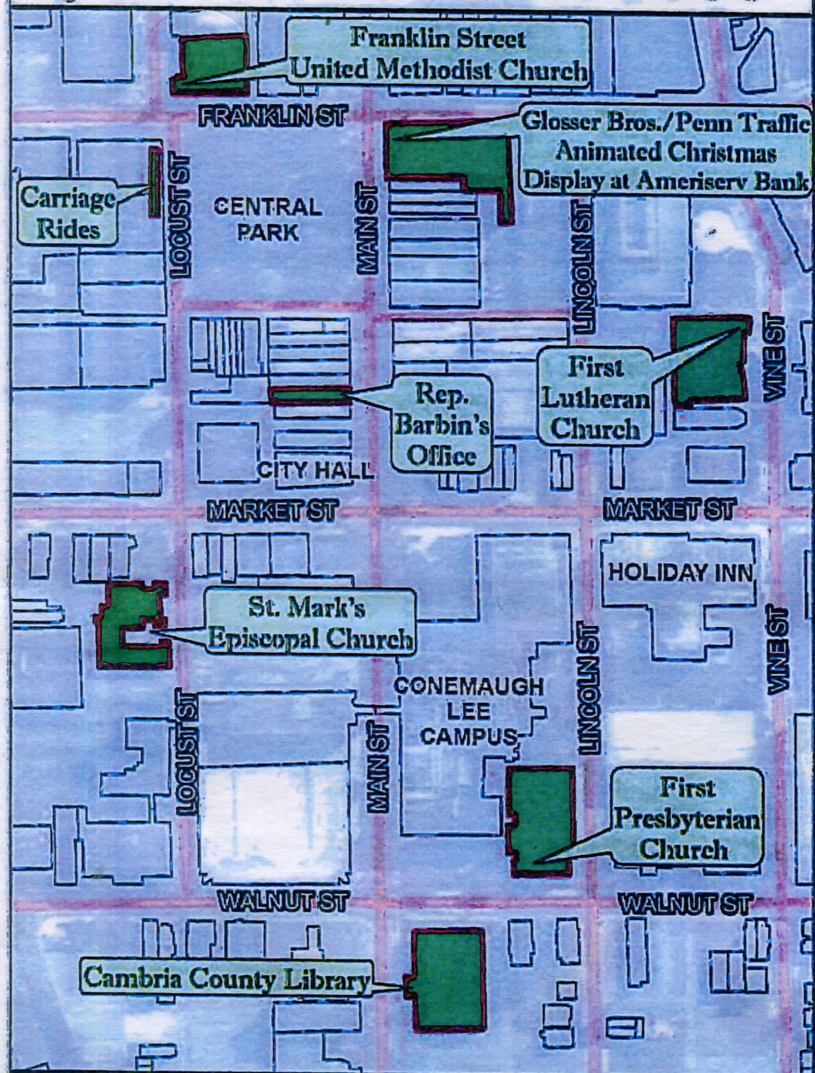 Franklin Street
United Methodist Church
FRANKLIN ST
Glosser Bros./Penn Traffic
Animated Christmas
Display at Ameriserv Bank
Carriage
Rides
LOCUST ST
CENTRAL
PARK
MAIN ST
LINCOLN ST
VINE ST
First
Lutheran
Church
Rep.
Barbin's
Office
CITY HALL
MARKET ST
MARKET ST
HOLIDAY INN
St. Mark's
Episcopal Church
CONEMAUGH
LEE
CAMPUS
LOCUST ST
MAIN ST
LINCOLN ST
VINE ST
First
Presbyterian
Church
WALNUT ST
WALNUT ST
Cambria County Library